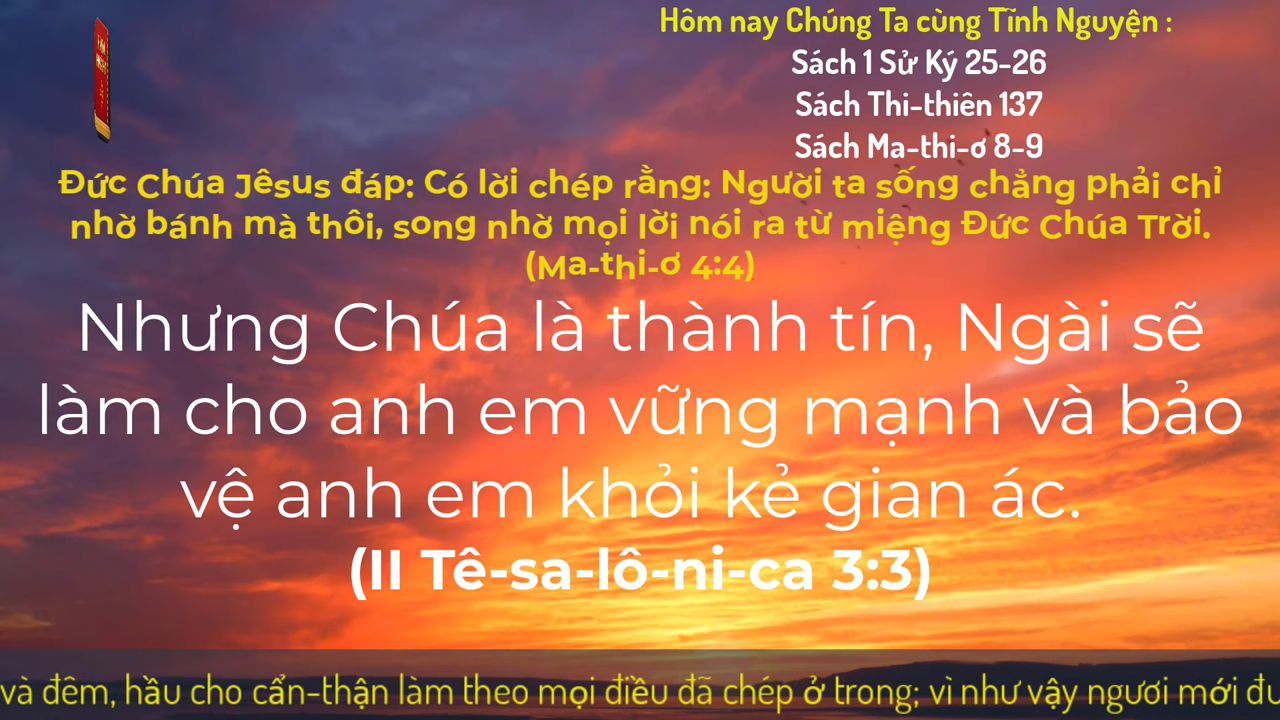 Hôm nay Chúng Ta cùng Tĩnh Nguyện :
Sách 1 Sử Ký 25-26
Sách Thi-thiên 137
Sách Ma-thi-ơ 8-9
Đức Chúa Jêsus đáp: Có lời chép rằng: Người ta sống chẳng phải chỉ
nhờ bánh mà thôi, song nhờ mọi lời nói ra từ miệng Đức Chúa Trời.
(Ma-thi-ơ 4:4)
Nhưng Chúa là thành tín, Ngài sẽ
làm cho anh em vững mạnh và bảo
vệ anh em khỏi kẻ gian ác.
(II Tê-sa-lô-ni-ca 3:3)
và đêm, hầu cho cẩn-thận làm theo mọi điều đã chép ở trong; vì như vậy ngươi mới